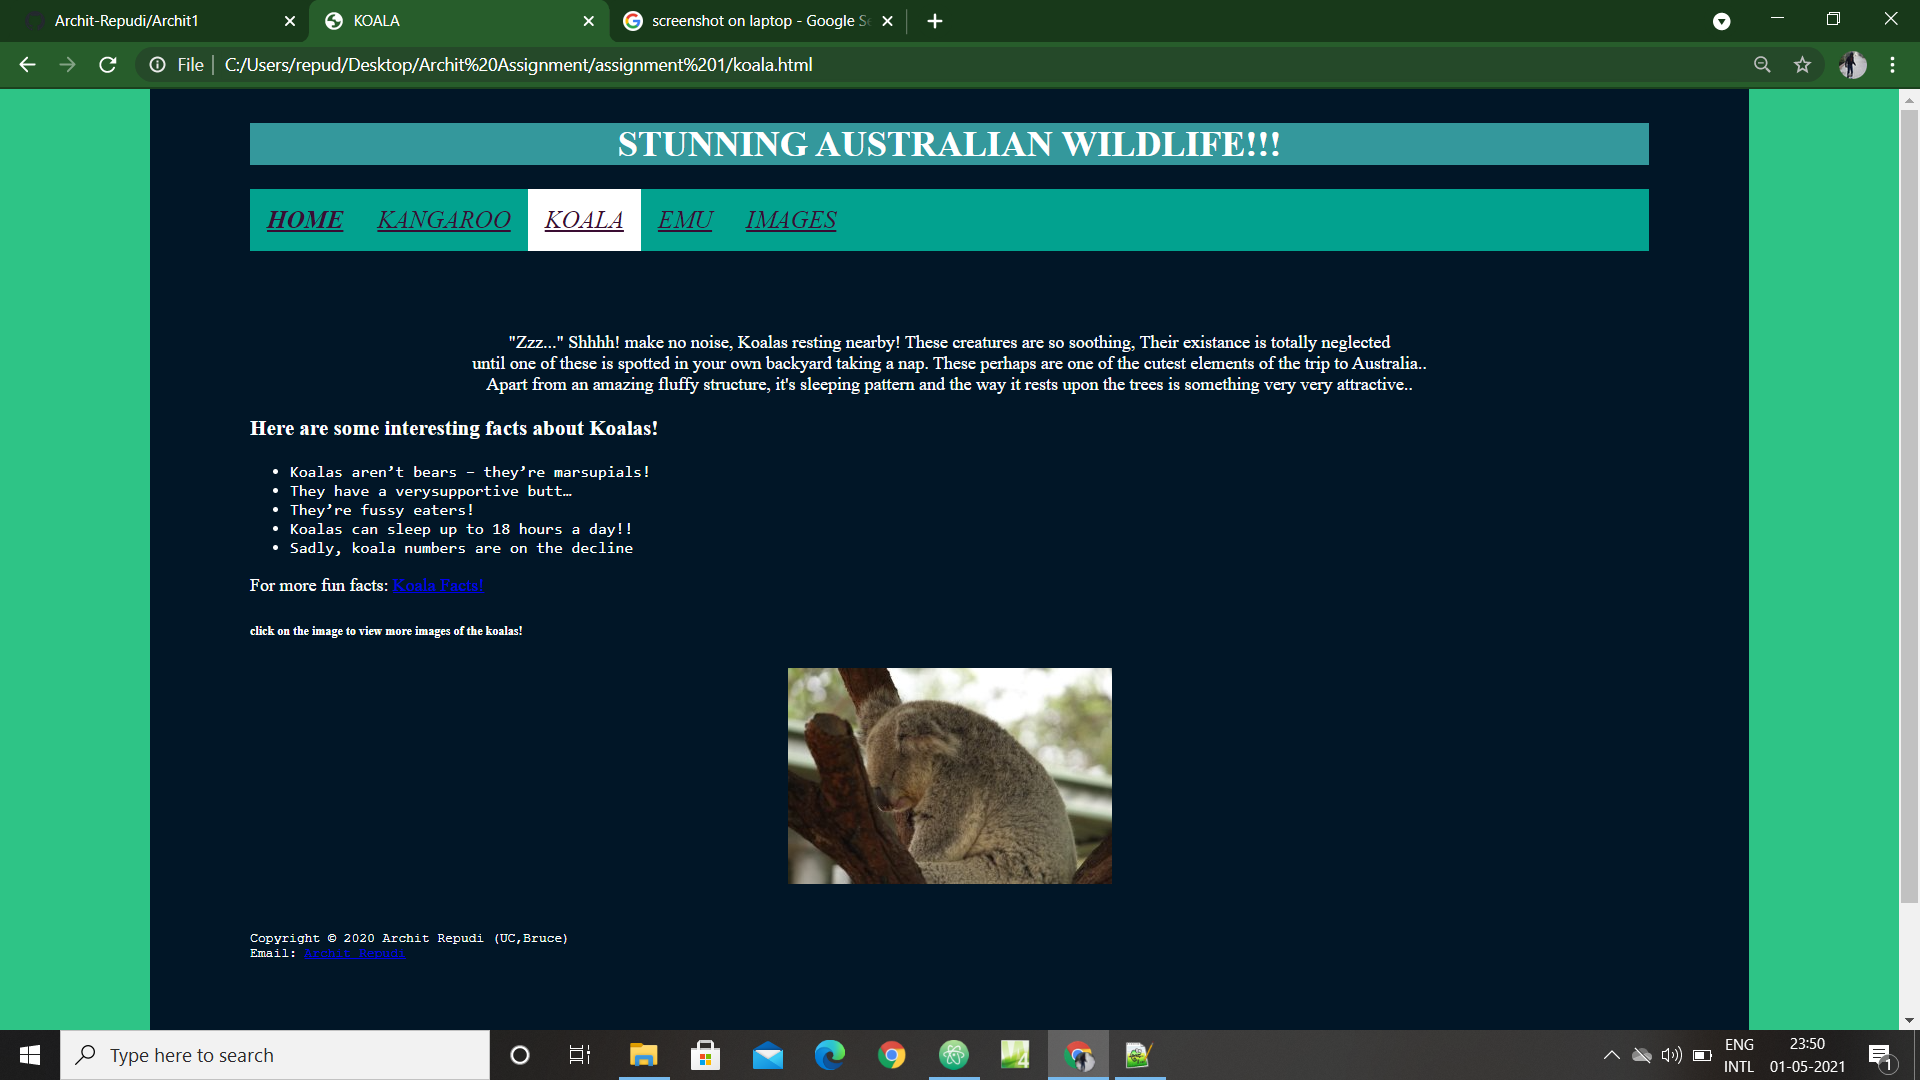 Archit-Repudi/Archit1
KOALA
screenshot on laptop - Google Se
File
C:/Users/repud/Desktop/Archit%20Assignment/assignment%201/koala.html
STUNNING AUSTRALIAN WILDLIFE!!!
HOME KANGAROO KOALA EMU IMAGES
"Zzz..." Shhhh! make no noise, Koalas resting nearby! These creatures are so soothing, Their existance is totally neglected
until one of these is spotted in your own backyard taking a nap. These perhaps are one of the cutest elements of the trip to Australia..
Apart from an amazing fluffy structure, it's sleeping pattern and the way it rests upon the trees is something very very attractive..
Here are some interesting facts about Koalas!
• Koalas aren’t bears – they’re marsupials!
• They have a verysupportive butt…
• They’re fussy eaters!
• Koalas can sleep up to 18 hours a day!!
• Sadly, koala numbers are on the decline
For more fun facts: Koala Facts!
click on the image to view more images of the koalas!
Copyright © 2020 Archit Repudi (UC,Bruce)
Email: Archit Repudi
Type here to search
4
ENG
INTL
23:50
01-05-2021
1